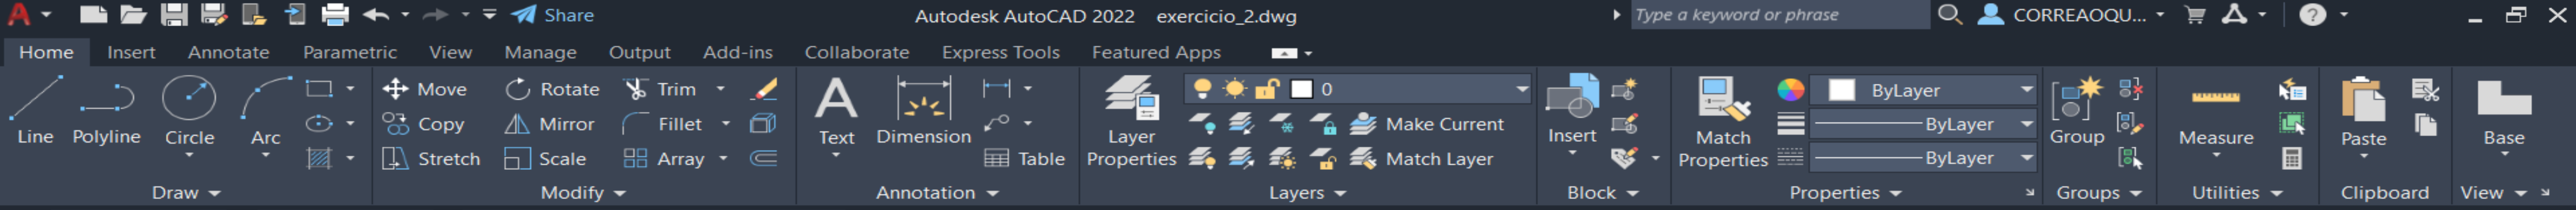 Share Autodesk AutoCAD 2022 exercicio_2.dwg Type a keyword or phrase CORREAOQU... ?
Home Insert Annotate Parametric View Manage Output Add-ins Collaborate Express Tools Featured Apps
Line Polyline Circle Arc
Move Rotate Trim
Copy Mirror Fillet
Stretch Scale Array
Text Dimension
Table
Layer Properties
0
Make Current
Match Layer
Insert
Match Properties
ByLayer
ByLayer
ByLayer
Group
Measure
Paste
Base
Draw Modify Annotation Layers Block Properties Groups Utilities Clipboard View